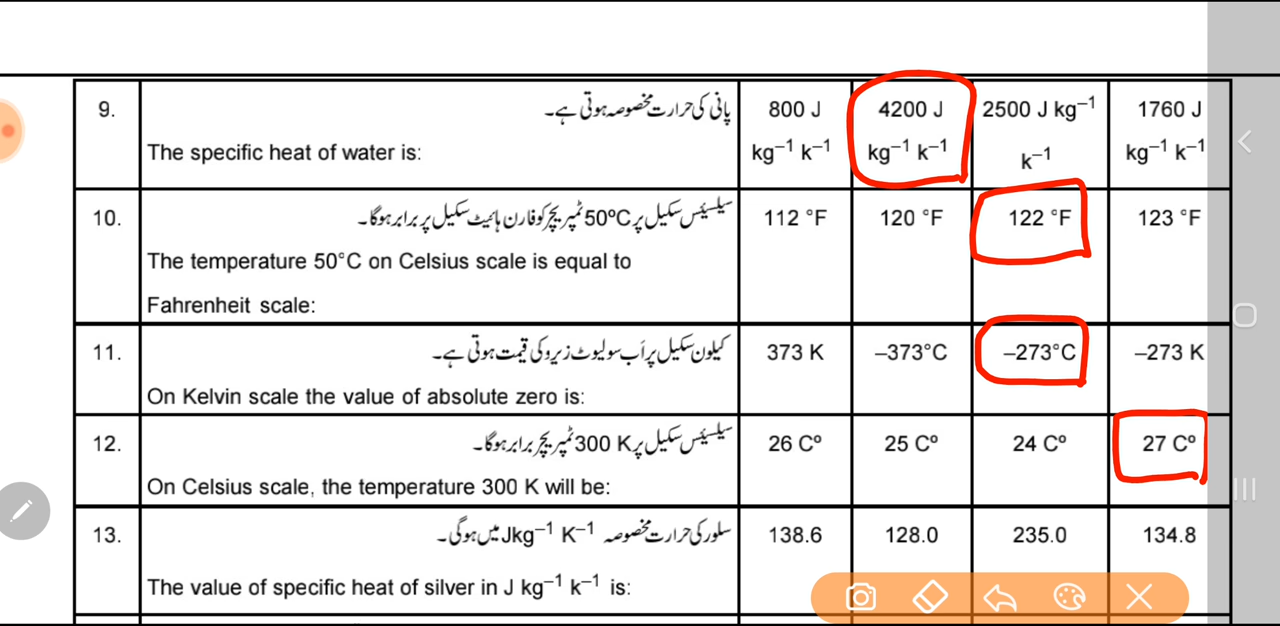 9.
پانی کی حرارت مخصوصہ ہوتی ہے۔
The specific heat of water is:
800 J
kg⁻¹ k⁻¹
4200 J
kg⁻¹ k⁻¹
2500 J kg⁻¹
k⁻¹
1760 J
kg⁻¹ k⁻¹
10.
سیلسیئس سکیل پر 50°C ٹمپریچر کو فارن ہائیٹ سکیل پر برابر ہوگا۔
The temperature 50°C on Celsius scale is equal to
Fahrenheit scale:
112 °F
120 °F
122 °F
123 °F
11.
کیلون سکیل پر اَب سولیوٹ زیرو کی قیمت ہوتی ہے۔
On Kelvin scale the value of absolute zero is:
373 K
–373°C
–273°C
–273 K
12.
سیلسیئس سکیل پر 300 K ٹمپریچر برابر ہوگا۔
On Celsius scale, the temperature 300 K will be:
26 Cº
25 Cº
24 Cº
27 Cº
13.
سلور کی حرارت مخصوصہ Jkg⁻¹ K⁻¹ میں ہوگی۔
The value of specific heat of silver in J kg⁻¹ k⁻¹ is:
138.6
128.0
235.0
134.8